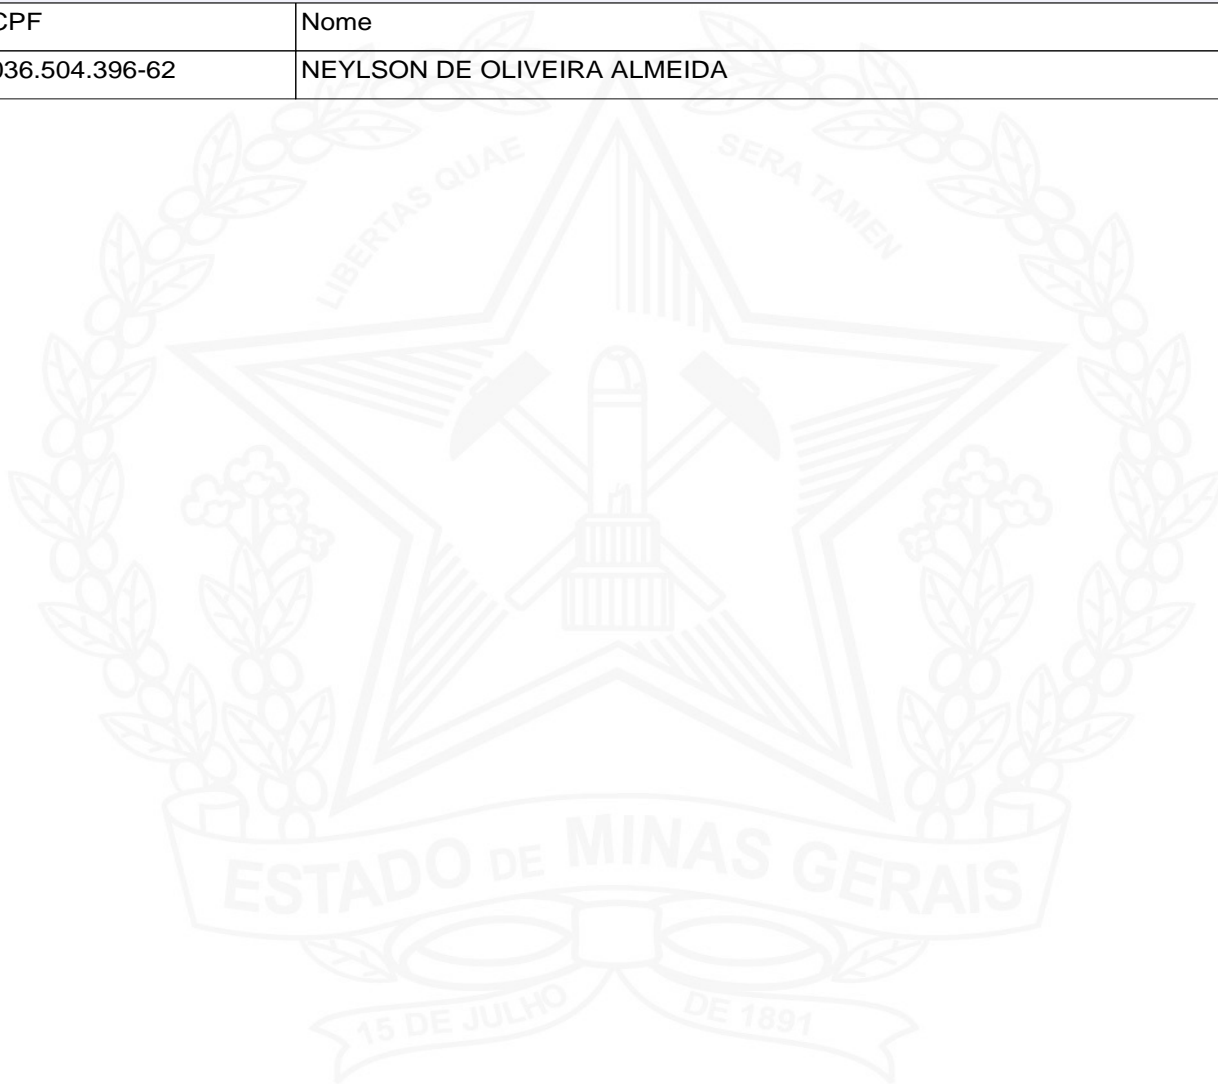 CPF Nome
036.504.396-62 NEYLSON DE OLIVEIRA ALMEIDA
LIBERTAS QUAE SERA TAMEN
ESTADO DE MINAS GERAIS
15 DE JULHO DE 1891